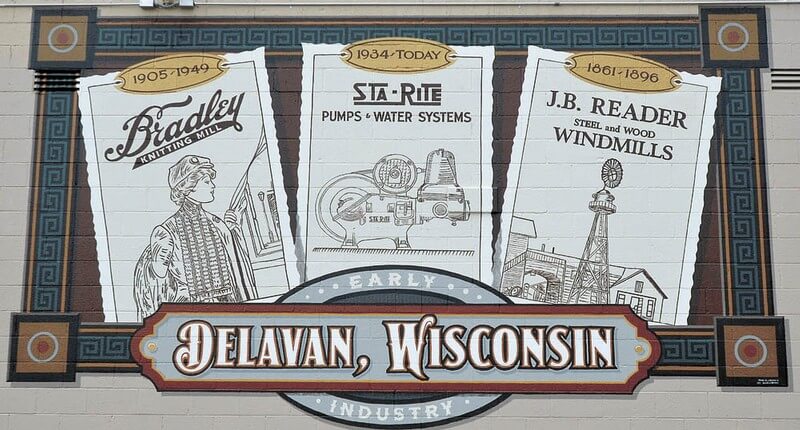 1905-1949
Bradley
KNITTING MILL
1934-TODAY
STA-RITE
PUMPS & WATER SYSTEMS
STA-RITE
1861-1896
J.B. READER
STEEL and WOOD
WINDMILLS
EARLY
DELAVAN, WISCONSIN
INDUSTRY